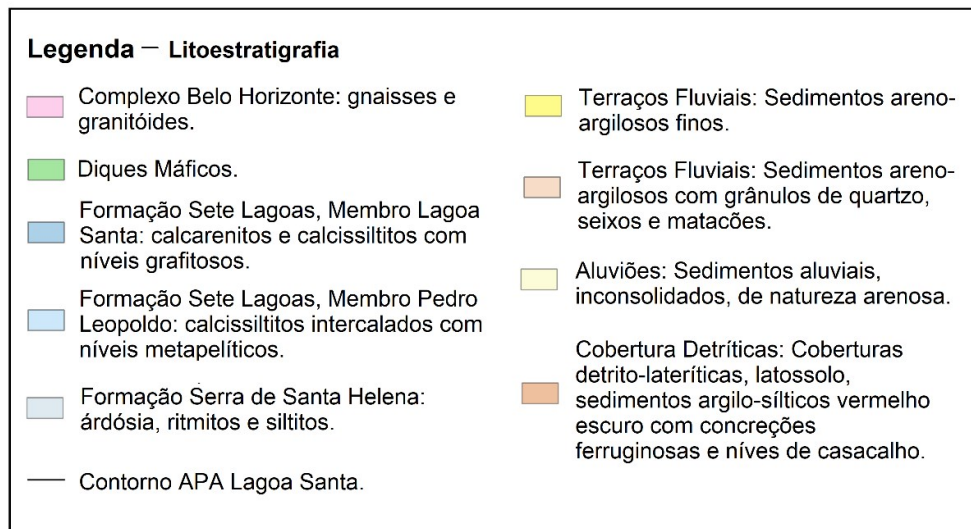 Legenda – Litoestratigrafia
Complexo Belo Horizonte: gnaisses e
granitóides.
Diques Máficos.
Formação Sete Lagoas, Membro Lagoa
Santa: calcarenitos e calcissiltitos com
níveis grafitosos.
Formação Sete Lagoas, Membro Pedro
Leopoldo: calcissiltitos intercalados com
níveis metapelíticos.
Formação Serra de Santa Helena:
árdósia, ritmitos e siltitos.
Contorno APA Lagoa Santa.
Terraços Fluviais: Sedimentos areno-
argilosos finos.
Terraços Fluviais: Sedimentos areno-
argilosos com grânulos de quartzo,
seixos e matacões.
Aluviões: Sedimentos aluviais,
inconsolidados, de natureza arenosa.
Cobertura Detríticas: Coberturas
detrito-lateríticas, latossolo,
sedimentos argilo-sílticos vermelho
escuro com concreções
ferruginosas e níves de casacalho.